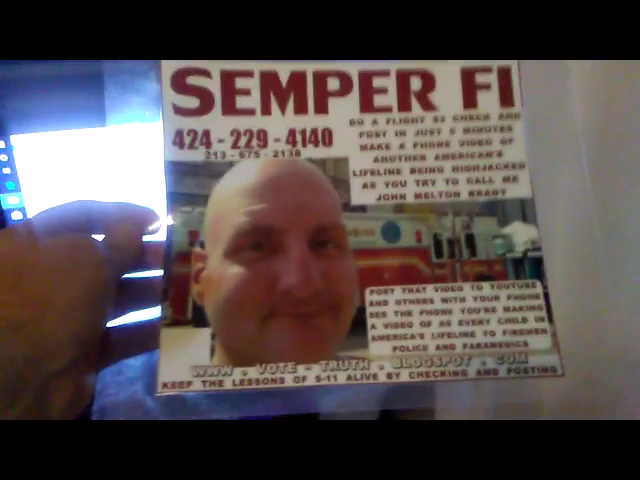 SEMPER FI
424 - 229 - 4140
213 - 675 - 2138
DO A FLIGHT 93 CHECK AND
POST IN JUST 5 MINUTES
MAKE A PHONE VIDEO OF
ANOTHER AMERICAN'S
LIFELINE BEING HIGHJACKED
AS YOU TRY TO CALL ME
JOHN MELTON BRADY
POST THAT VIDEO TO YOUTUBE
AND OTHERS WITH YOUR PHONE
SEE THE PHONE YOU'RE MAKING
A VIDEO OF AS EVERY CHILD IN
AMERICA'S LIFELINE TO FIREMEN
POLICE AND PARAMEDICS
WWW . VOTE - TRUTH . BLOGSPOT . COM
KEEP THE LESSONS OF 9-11 ALIVE BY CHECKING AND POSTING